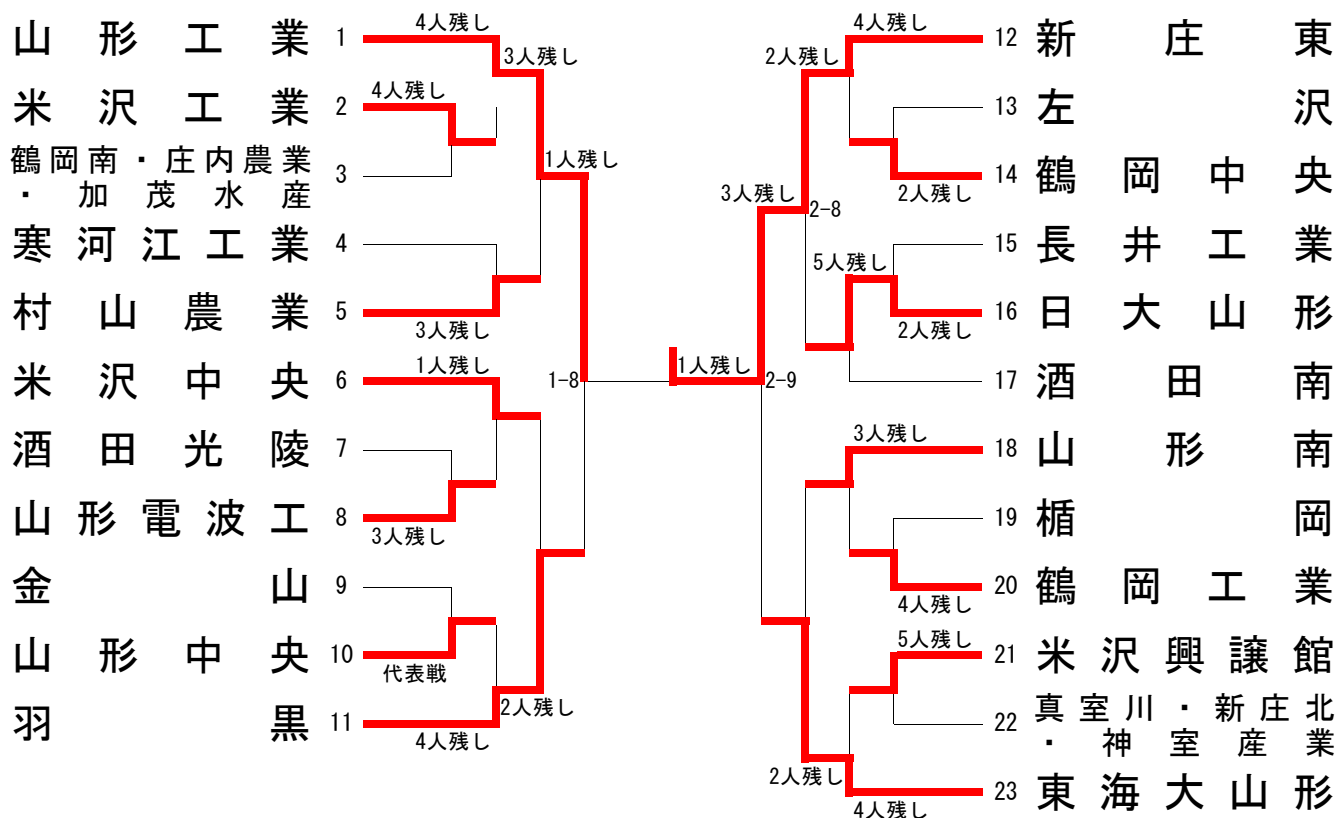 山形工業 1
米沢工業 2
鶴岡南・庄内農業
・加茂水産 3
寒河江工業 4
村山農業 5
米沢中央 6
酒田光陵 7
山形電波工 8
金山 9
山形中央 10
羽黒 11
4人残し
3人残し
4人残し
1人残し
3人残し
1人残し
1-8
3人残し
代表戦
2人残し
4人残し
1人残し
2-9
4人残し
2人残し
2人残し
3人残し
2-8
5人残し
2人残し
3人残し
4人残し
5人残し
2人残し
4人残し
12 新庄東
13 左沢
14 鶴岡中央
15 長井工業
16 日大山形
17 酒田南
18 山形南
19 楯岡
20 鶴岡工業
21 米沢興譲館
22 真室川・新庄北
・神室産業
23 東海大山形